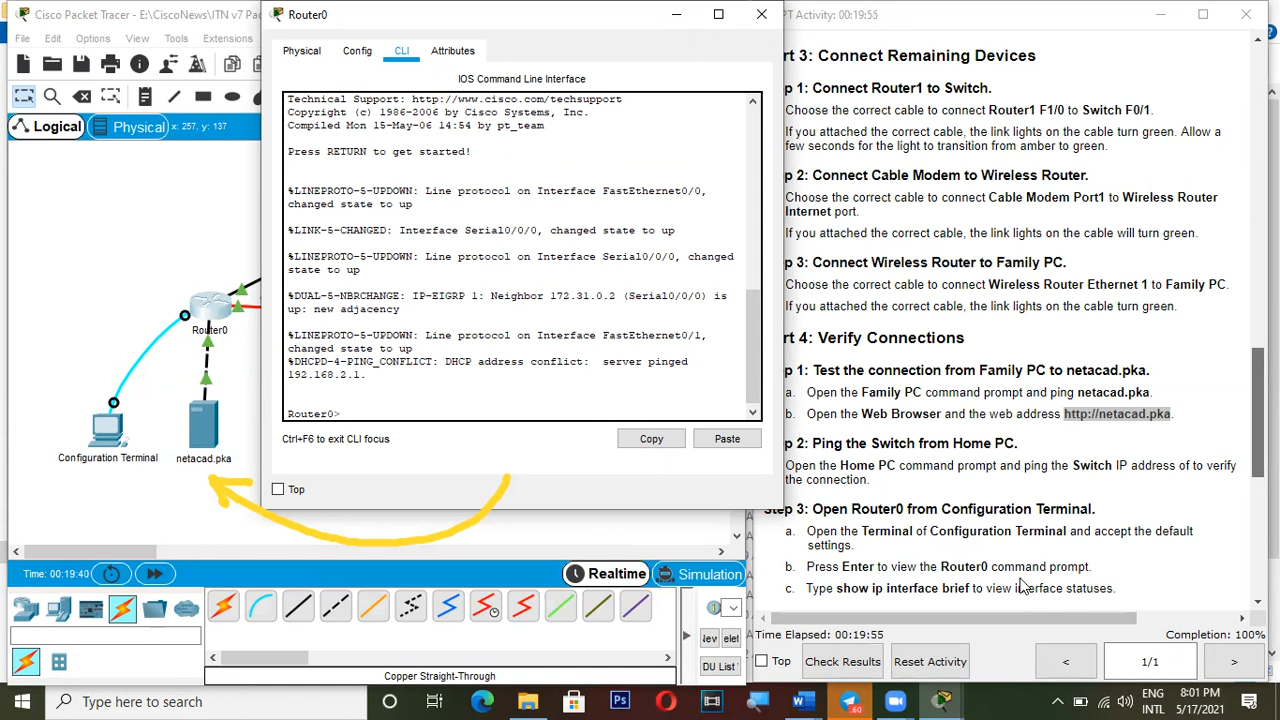 Cisco Packet Tracer - E:\CiscoNews\ITN v7 Pac
File Edit Options View Tools Extensions
Logical Physical x: 257, y: 137
Router0
Configuration Terminal
netacad.pka
Time: 00:19:40
Realtime
Simulation
Copper Straight-Through
DU List
Router0
Physical Config CLI Attributes
IOS Command Line Interface
Technical Support: http://www.cisco.com/techsupport
Copyright (c) 1986-2006 by Cisco Systems, Inc.
Compiled Mon 15-May-06 14:54 by pt_team
Press RETURN to get started!
%LINEPROTO-5-UPDOWN: Line protocol on Interface FastEthernet0/0,
changed state to up
%LINK-5-CHANGED: Interface Serial0/0/0, changed state to up
%LINEPROTO-5-UPDOWN: Line protocol on Interface Serial0/0/0, changed
state to up
%DUAL-5-NBRCHANGE: IP-EIGRP 1: Neighbor 172.31.0.2 (Serial0/0/0) is
up: new adjacency
%LINEPROTO-5-UPDOWN: Line protocol on Interface FastEthernet0/1,
changed state to up
%DHCPD-4-PING_CONFLICT: DHCP address conflict:  server pinged
192.168.2.1.
Router0>
Ctrl+F6 to exit CLI focus
Copy
Paste
Top
PT Activity: 00:19:55
rt 3: Connect Remaining Devices
p 1: Connect Router1 to Switch.
Choose the correct cable to connect Router1 F1/0 to Switch F0/1.
If you attached the correct cable, the link lights on the cable turn green. Allow a
few seconds for the light to transition from amber to green.
p 2: Connect Cable Modem to Wireless Router.
Choose the correct cable to connect Cable Modem Port1 to Wireless Router
Internet port.
If you attached the correct cable, the link lights on the cable will turn green.
p 3: Connect Wireless Router to Family PC.
Choose the correct cable to connect Wireless Router Ethernet 1 to Family PC.
If you attached the correct cable, the link lights on the cable turn green.
rt 4: Verify Connections
p 1: Test the connection from Family PC to netacad.pka.
a. Open the Family PC command prompt and ping netacad.pka.
b. Open the Web Browser and the web address http://netacad.pka.
p 2: Ping the Switch from Home PC.
Open the Home PC command prompt and ping the Switch IP address of to verify
the connection.
Step 3: Open Router0 from Configuration Terminal.
a. Open the Terminal of Configuration Terminal and accept the default
settings.
b. Press Enter to view the Router0 command prompt.
c. Type show ip interface brief to view interface statuses.
Time Elapsed: 00:19:55 Completion: 100%
Top Check Results Reset Activity < 1/1 >
Type here to search
60
ENG
INTL
8:01 PM
5/17/2021